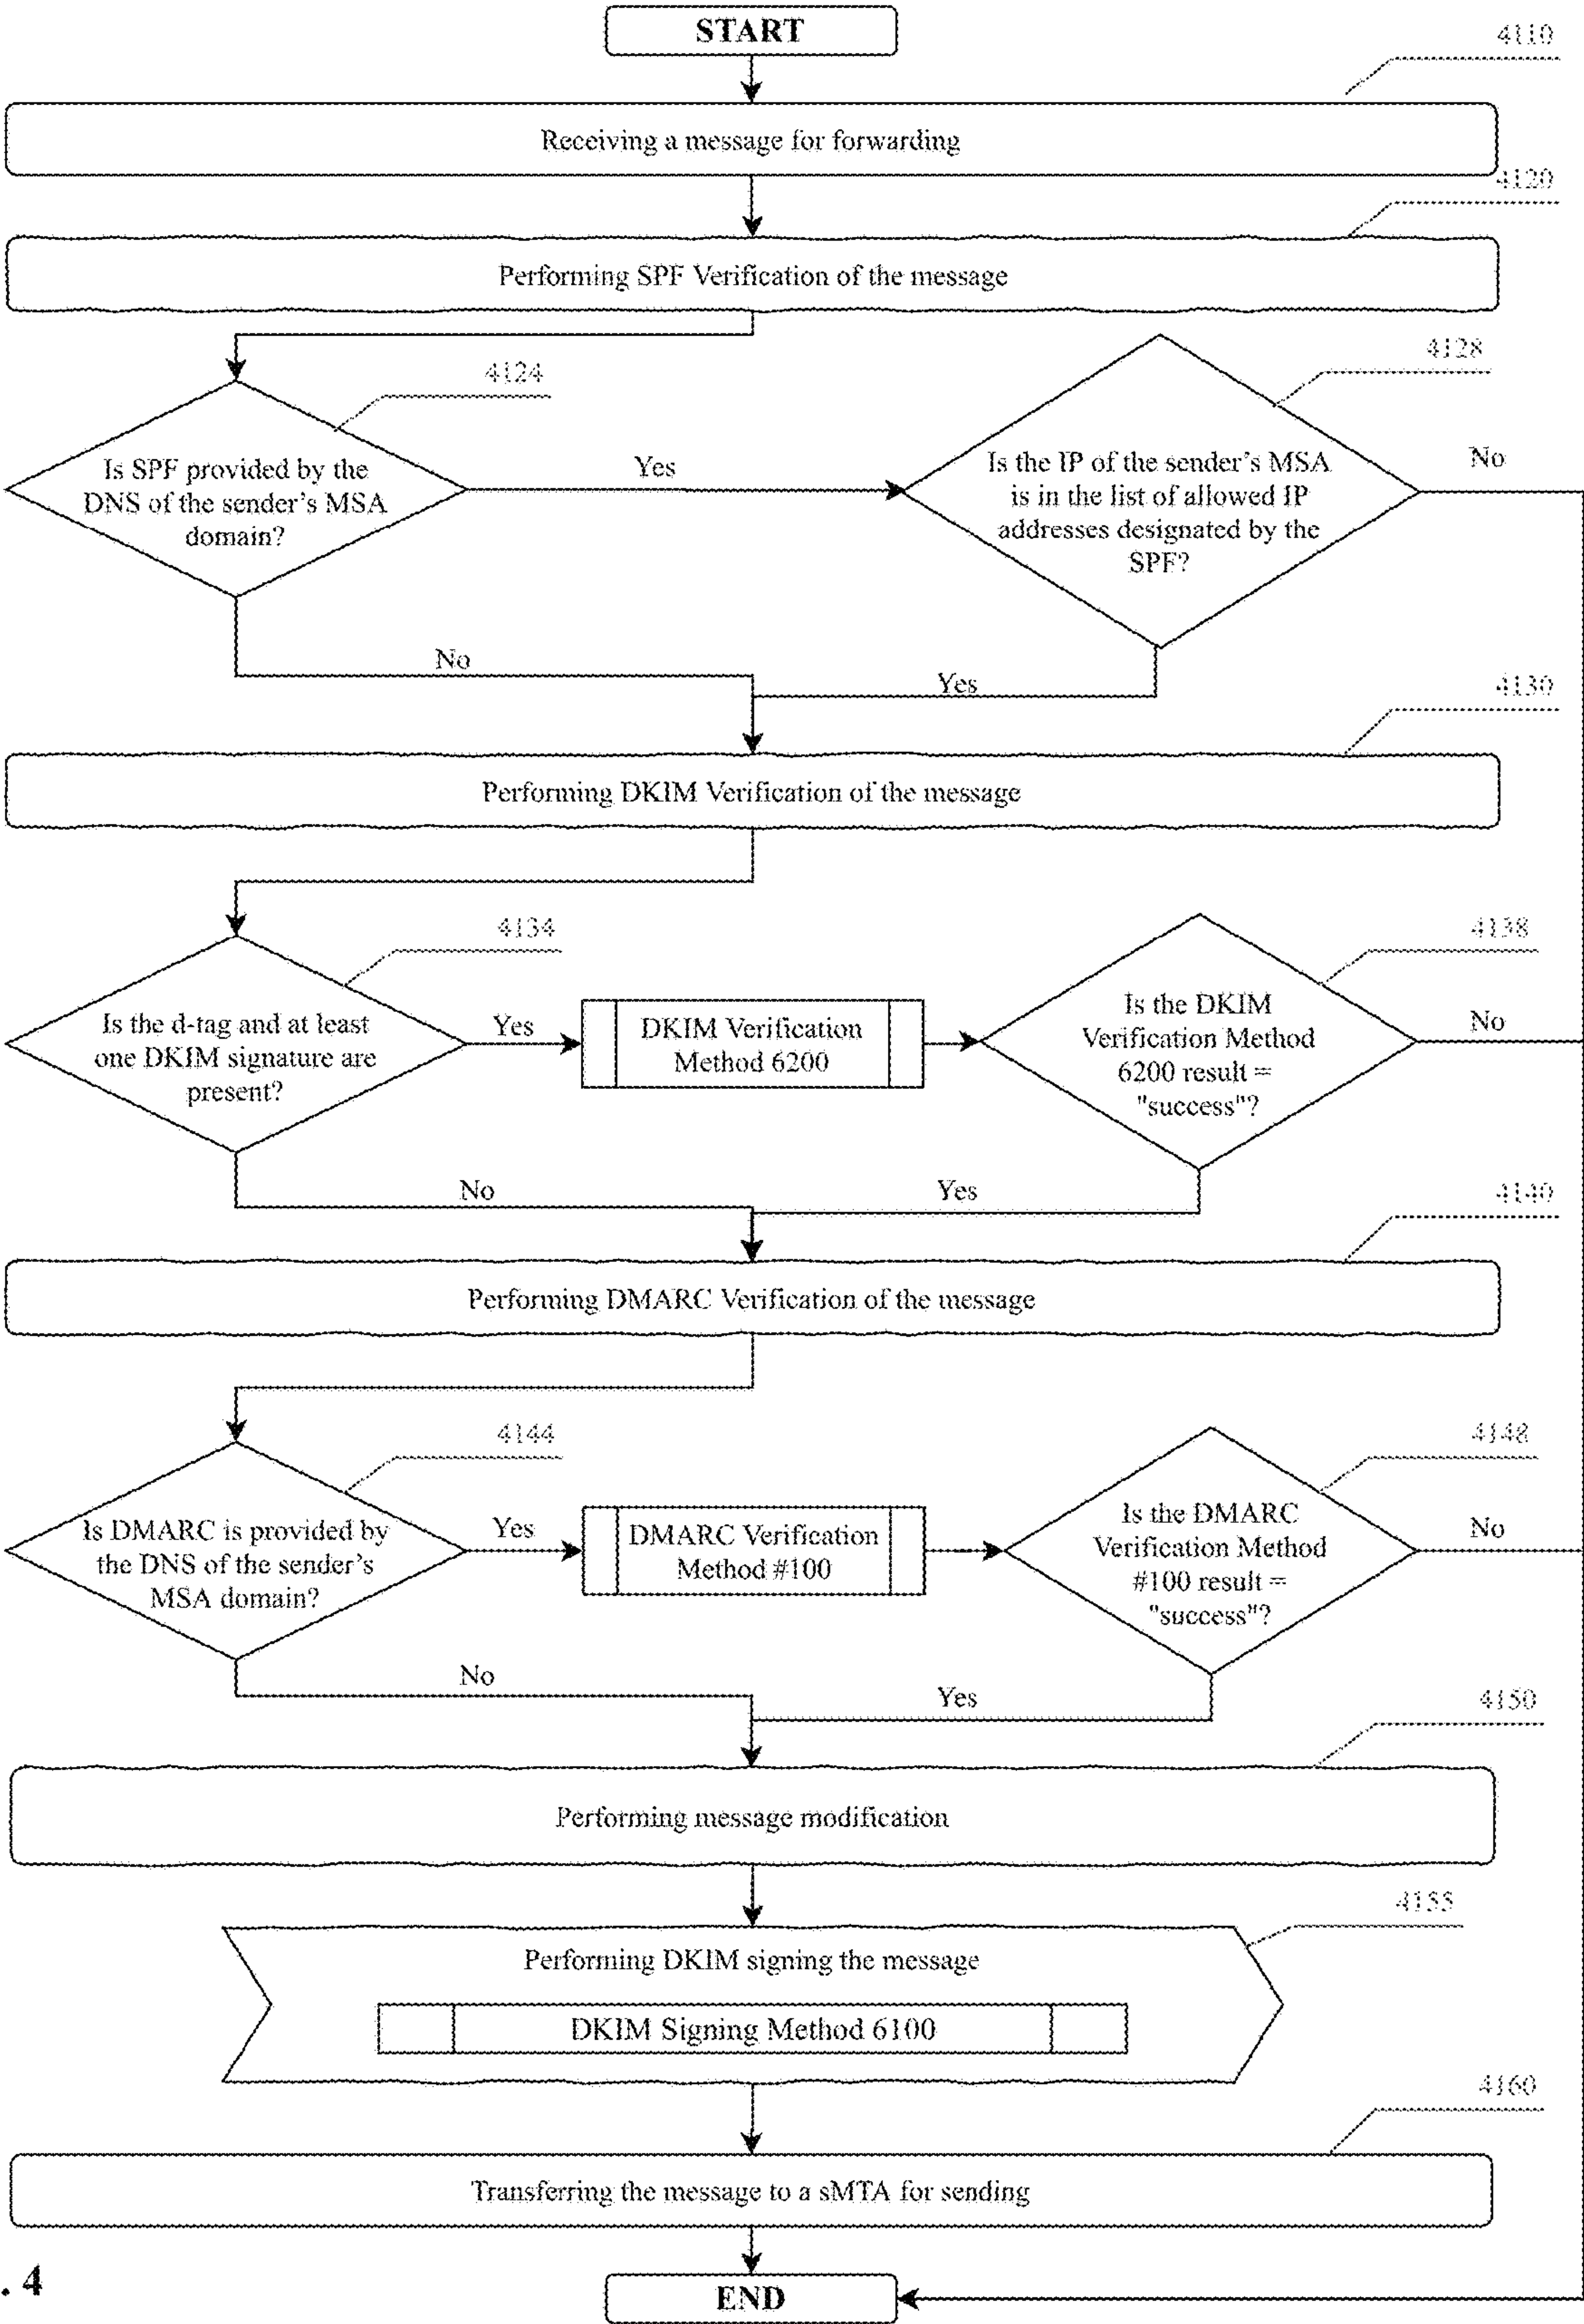 START
4110
Receiving a message for forwarding
4120
Performing SPF Verification of the message
4124
4128
Is SPF provided by the
DNS of the sender's MSA
domain?
Yes
Is the IP of the sender's MSA
is in the list of allowed IP
addresses designated by the
SPF?
No
No
Yes
4130
Performing DKIM Verification of the message
4134
4138
Is the d-tag and at least
one DKIM signature are
present?
Yes
DKIM Verification
Method 6200
Is the DKIM
Verification Method
6200 result =
"success"?
No
No
Yes
4140
Performing DMARC Verification of the message
4144
4148
Is DMARC is provided by
the DNS of the sender's
MSA domain?
Yes
DMARC Verification
Method #100
Is the DMARC
Verification Method
#100 result =
"success"?
No
No
Yes
4150
Performing message modification
4155
Performing DKIM signing the message
DKIM Signing Method 6100
4160
Transferring the message to a sMTA for sending
. 4
END